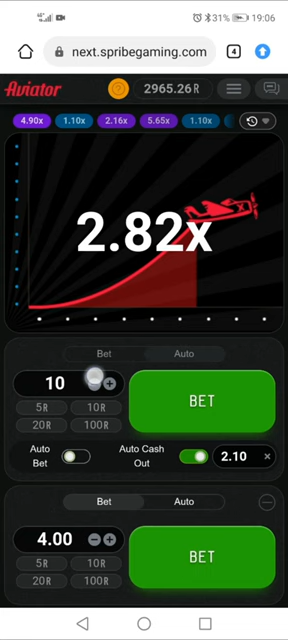 31% 19:06
next.spribegaming.com 4
Aviator 2965.26 R
4.90x 1.10x 2.16x 5.65x 1.10x
2.82x
Bet Auto
10
5R 10R
20R 100R
BET
Auto Bet Auto Cash Out 2.10 ×
Bet Auto
4.00
5R 10R
20R 100R
BET